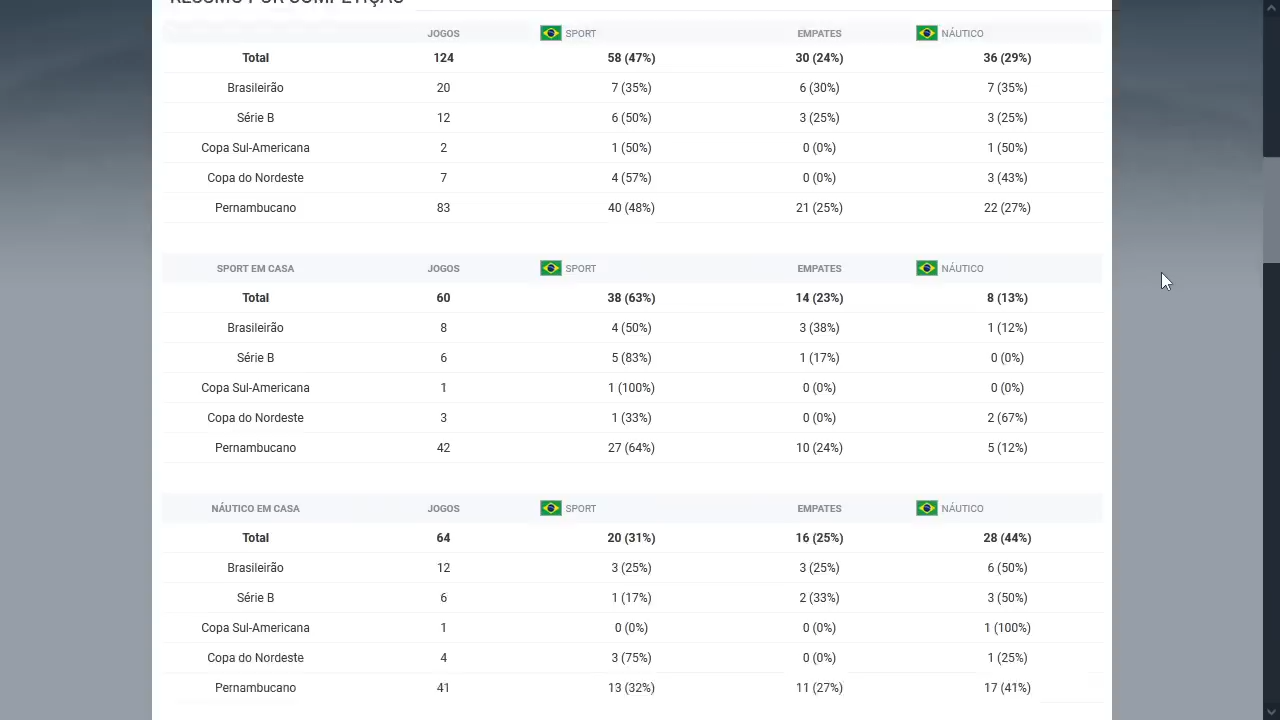 RESUMO POR COMPETIÇÃO
JOGOS SPORT EMPATES NÁUTICO
Total 124 58 (47%) 30 (24%) 36 (29%)
Brasileirão 20 7 (35%) 6 (30%) 7 (35%)
Série B 12 6 (50%) 3 (25%) 3 (25%)
Copa Sul-Americana 2 1 (50%) 0 (0%) 1 (50%)
Copa do Nordeste 7 4 (57%) 0 (0%) 3 (43%)
Pernambucano 83 40 (48%) 21 (25%) 22 (27%)
SPORT EM CASA JOGOS SPORT EMPATES NÁUTICO
Total 60 38 (63%) 14 (23%) 8 (13%)
Brasileirão 8 4 (50%) 3 (38%) 1 (12%)
Série B 6 5 (83%) 1 (17%) 0 (0%)
Copa Sul-Americana 1 1 (100%) 0 (0%) 0 (0%)
Copa do Nordeste 3 1 (33%) 0 (0%) 2 (67%)
Pernambucano 42 27 (64%) 10 (24%) 5 (12%)
NÁUTICO EM CASA JOGOS SPORT EMPATES NÁUTICO
Total 64 20 (31%) 16 (25%) 28 (44%)
Brasileirão 12 3 (25%) 3 (25%) 6 (50%)
Série B 6 1 (17%) 2 (33%) 3 (50%)
Copa Sul-Americana 1 0 (0%) 0 (0%) 1 (100%)
Copa do Nordeste 4 3 (75%) 0 (0%) 1 (25%)
Pernambucano 41 13 (32%) 11 (27%) 17 (41%)